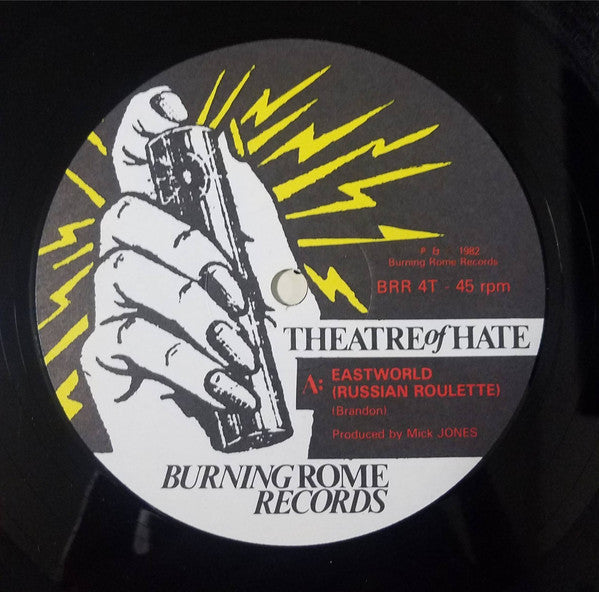 ℗ & © 1982
Burning Rome Records
BRR 4T - 45 rpm
THEATRE of HATE
A: EASTWORLD
(RUSSIAN ROULETTE)
(Brandon)
Produced by Mick JONES
BURNING ROME
RECORDS